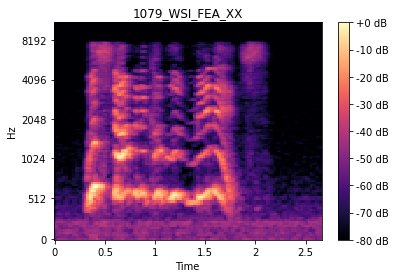 1079_WSI_FEA_XX
8192
4096
2048
1024
512
0
Hz
0
0.5
1
1.5
2
2.5
Time
+0 dB
-10 dB
-20 dB
-30 dB
-40 dB
-50 dB
-60 dB
-70 dB
-80 dB